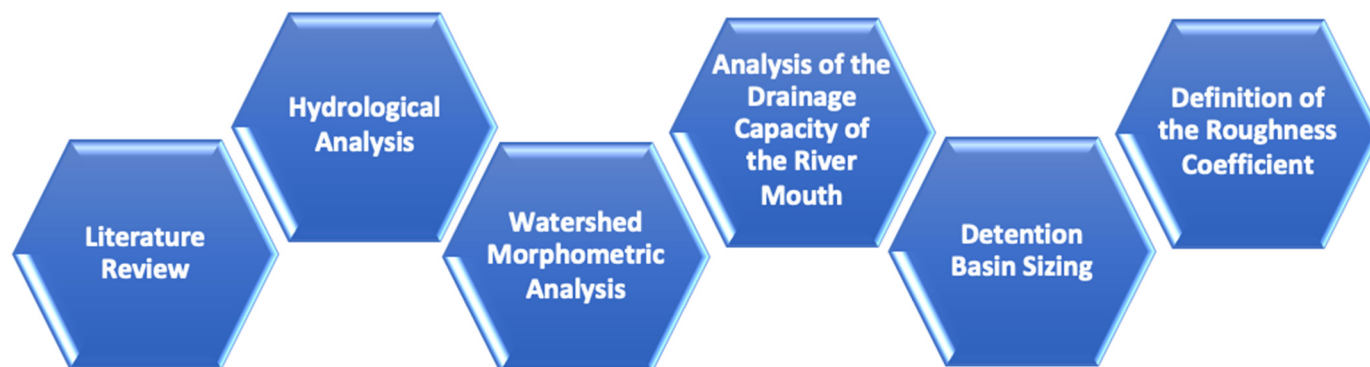 Literature
Review
Hydrological
Analysis
Watershed
Morphometric
Analysis
Analysis of the
Drainage
Capacity of
the River
Mouth
Detention
Basin Sizing
Definition of
the Roughness
Coefficient